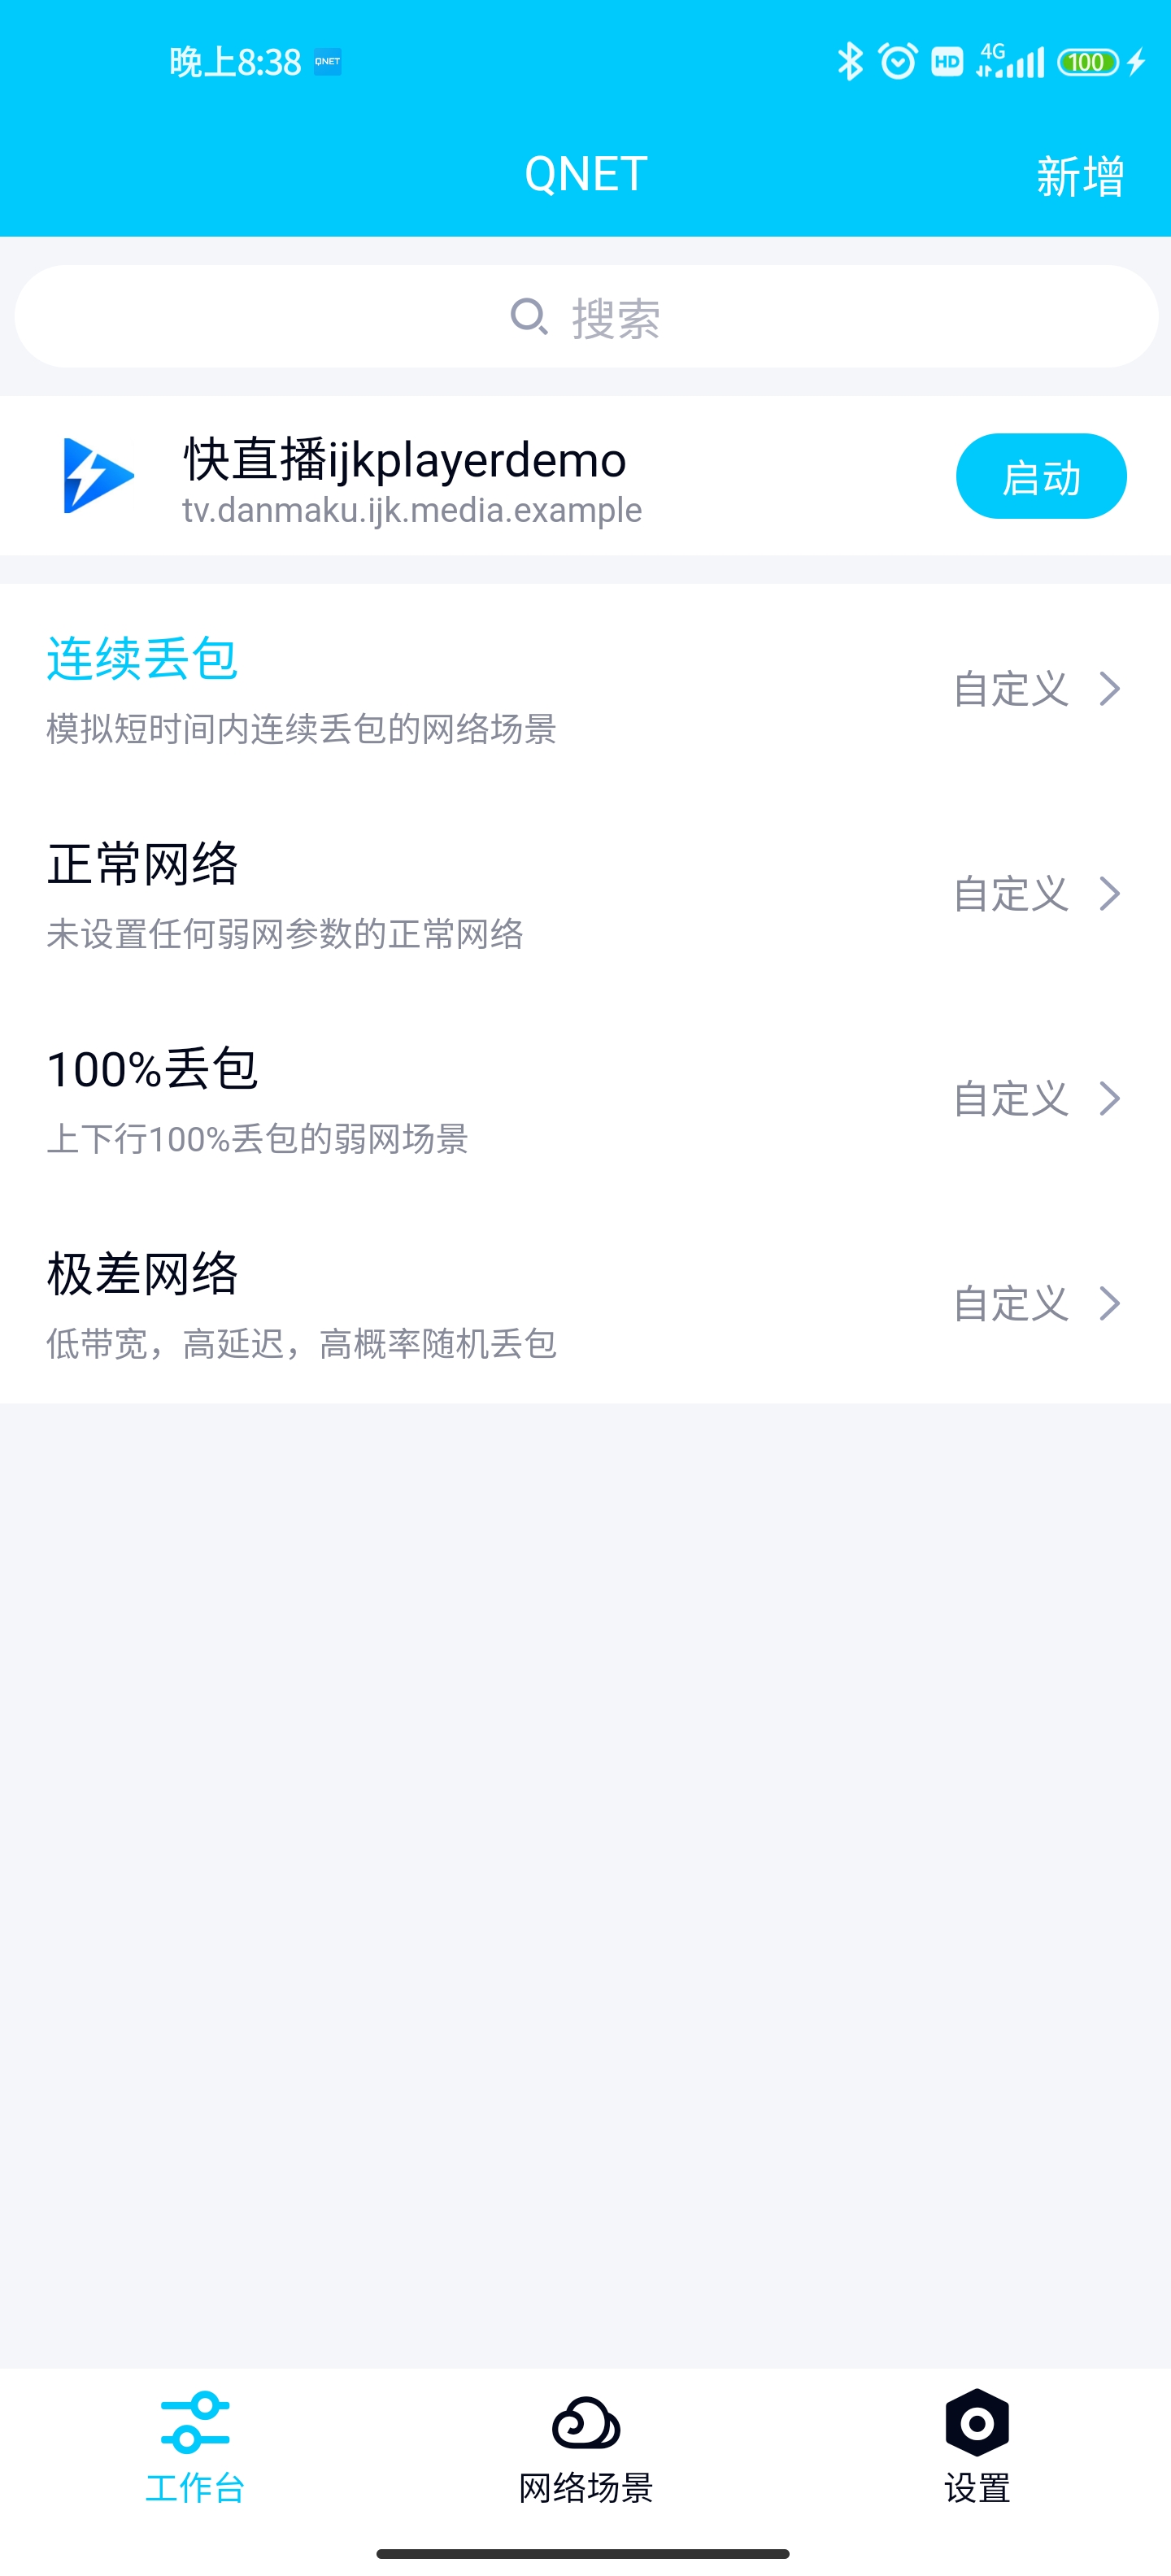 晚上8:38 QNET HD 4G 100
QNET
新增
搜索
快直播ijkplayerdemo
tv.danmaku.ijk.media.example
启动
连续丢包
模拟短时间内连续丢包的网络场景
自定义
正常网络
未设置任何弱网参数的正常网络
自定义
100%丢包
上下行100%丢包的弱网场景
自定义
极差网络
低带宽，高延迟，高概率随机丢包
自定义
工作台
网络场景
设置